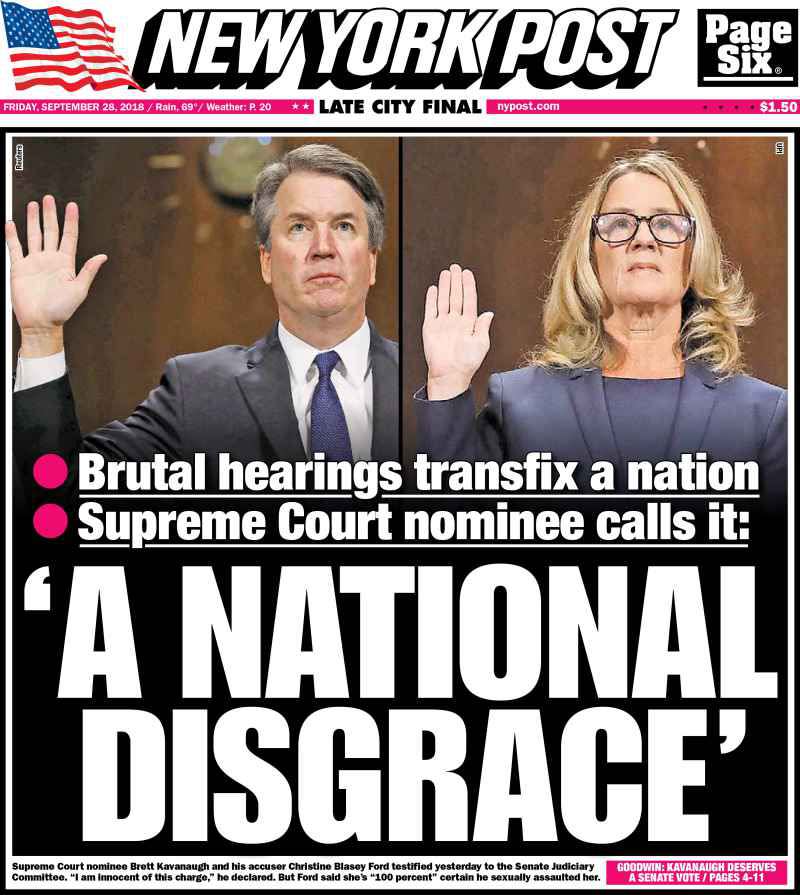 NEW YORK POST
Page
Six®
FRIDAY, SEPTEMBER 28, 2018 / Rain, 69°/ Weather: P. 20
★★
LATE CITY FINAL
nypost.com
$1.50
Reuters
UPI
Brutal hearings transfix a nation
Supreme Court nominee calls it:
‘A NATIONAL
DISGRACE’
Supreme Court nominee Brett Kavanaugh and his accuser Christine Blasey Ford testified yesterday to the Senate Judiciary
Committee. “I am innocent of this charge,” he declared. But Ford said she’s “100 percent” certain he sexually assaulted her.
GOODWIN: KAVANAUGH DESERVES
A SENATE VOTE / PAGES 4-11